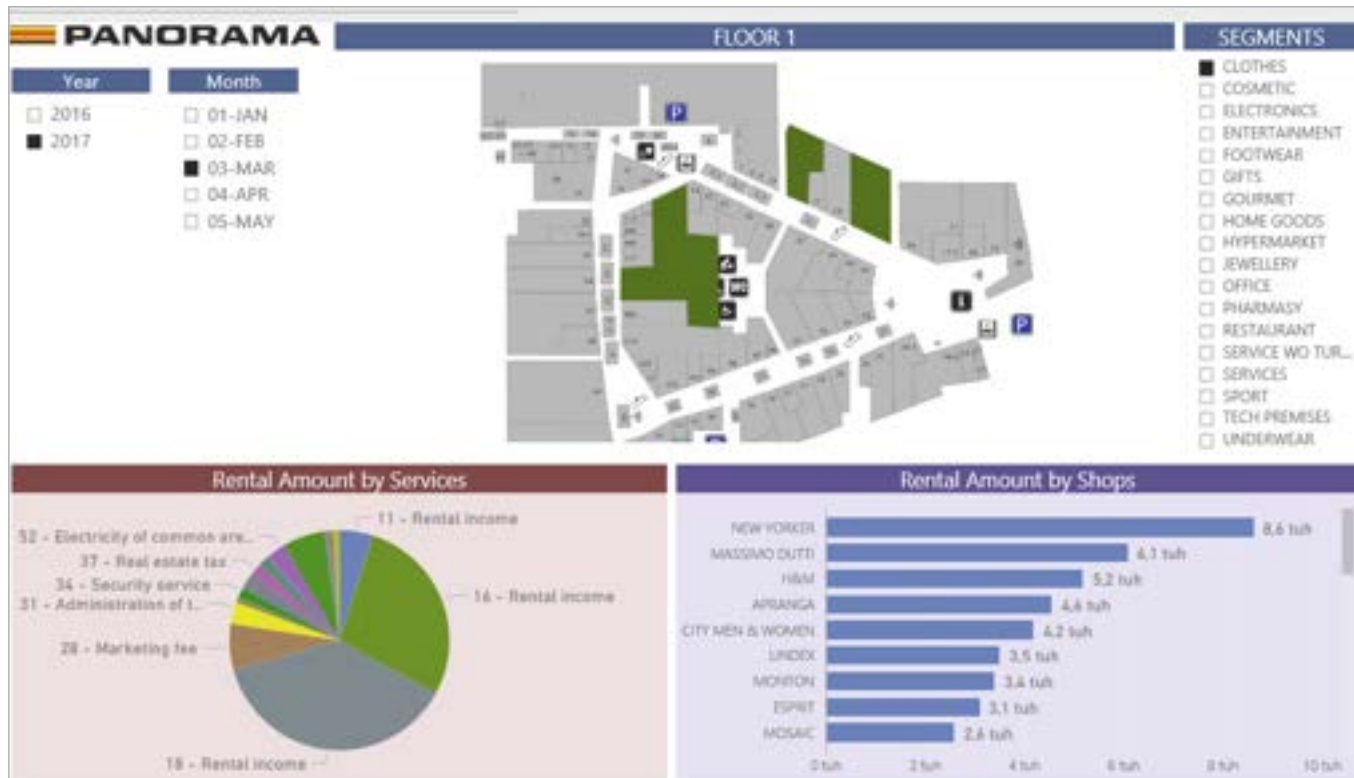 PANORAMA
FLOOR 1
SEGMENTS
Year
Month
2016
2017
01-JAN
02-FEB
03-MAR
04-APR
05-MAY
P
P
CLOTHES
COSMETIC
ELECTRONICS
ENTERTAINMENT
FOOTWEAR
GIFTS
GOURMET
HOME GOODS
HYPERMARKET
JEWELLERY
OFFICE
PHARMASY
RESTAURANT
SERVICE WO TUR...
SERVICES
SPORT
TECH PREMISES
UNDERWEAR
Rental Amount by Services
11 - Rental income
52 - Electricity of common are...
37 - Real estate tax
34 - Security service
31 - Administration of t...
16 - Rental income
28 - Marketing fee
18 - Rental income
Rental Amount by Shops
NEW YORKER 8,6 tuh
MASSIMO DUTTI 6,1 tuh
H&M 5,2 tuh
APRANGA 4,6 tuh
CITY MEN & WOMEN 4,2 tuh
LINDEX 3,5 tuh
MONTON 3,4 tuh
ESPRIT 3,1 tuh
MOSAIC 2,6 tuh
0 tuh 2 tuh 4 tuh 6 tuh 8 tuh 10 tuh